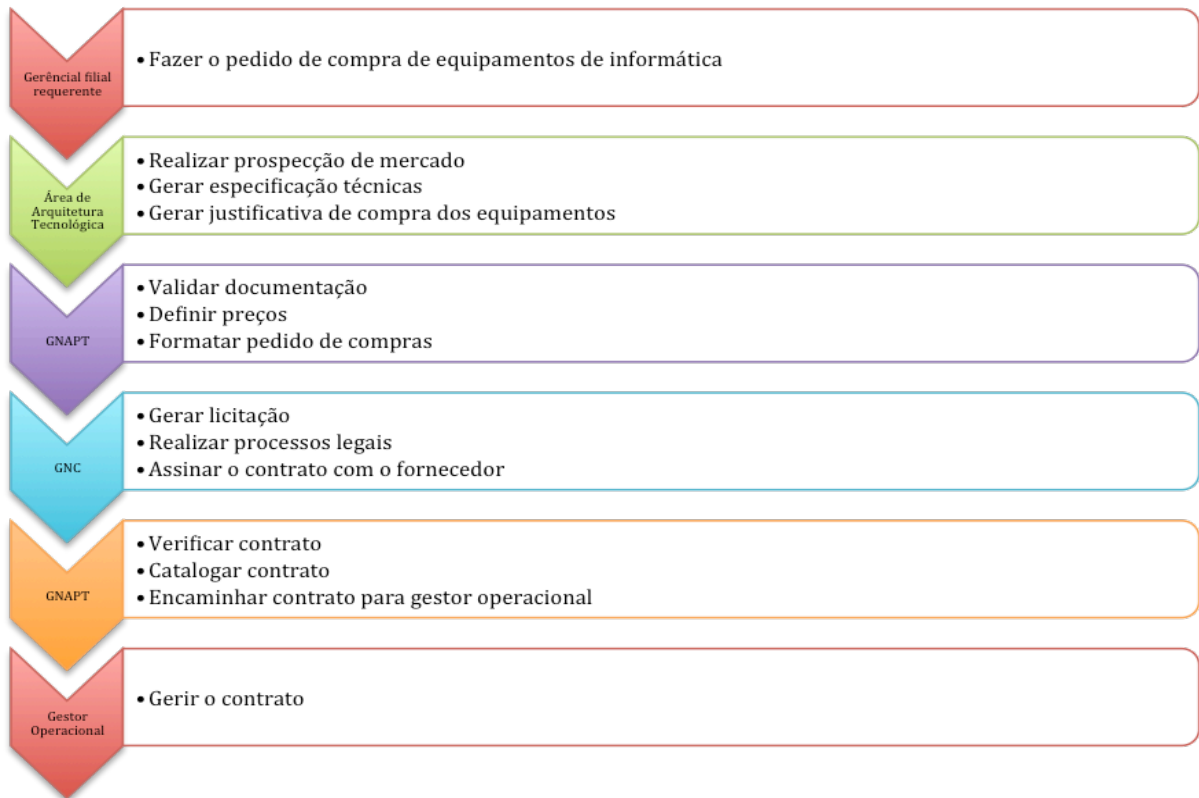 Gerêncial filial
requerente
• Fazer o pedido de compra de equipamentos de informática
Área de
Arquitetura
Tecnológica
• Realizar prospecção de mercado
• Gerar especificação técnicas
• Gerar justificativa de compra dos equipamentos
GNAPT
• Validar documentação
• Definir preços
• Formatar pedido de compras
GNC
• Gerar licitação
• Realizar processos legais
• Assinar o contrato com o fornecedor
GNAPT
• Verificar contrato
• Catalogar contrato
• Encaminhar contrato para gestor operacional
Gestor
Operacional
• Gerir o contrato